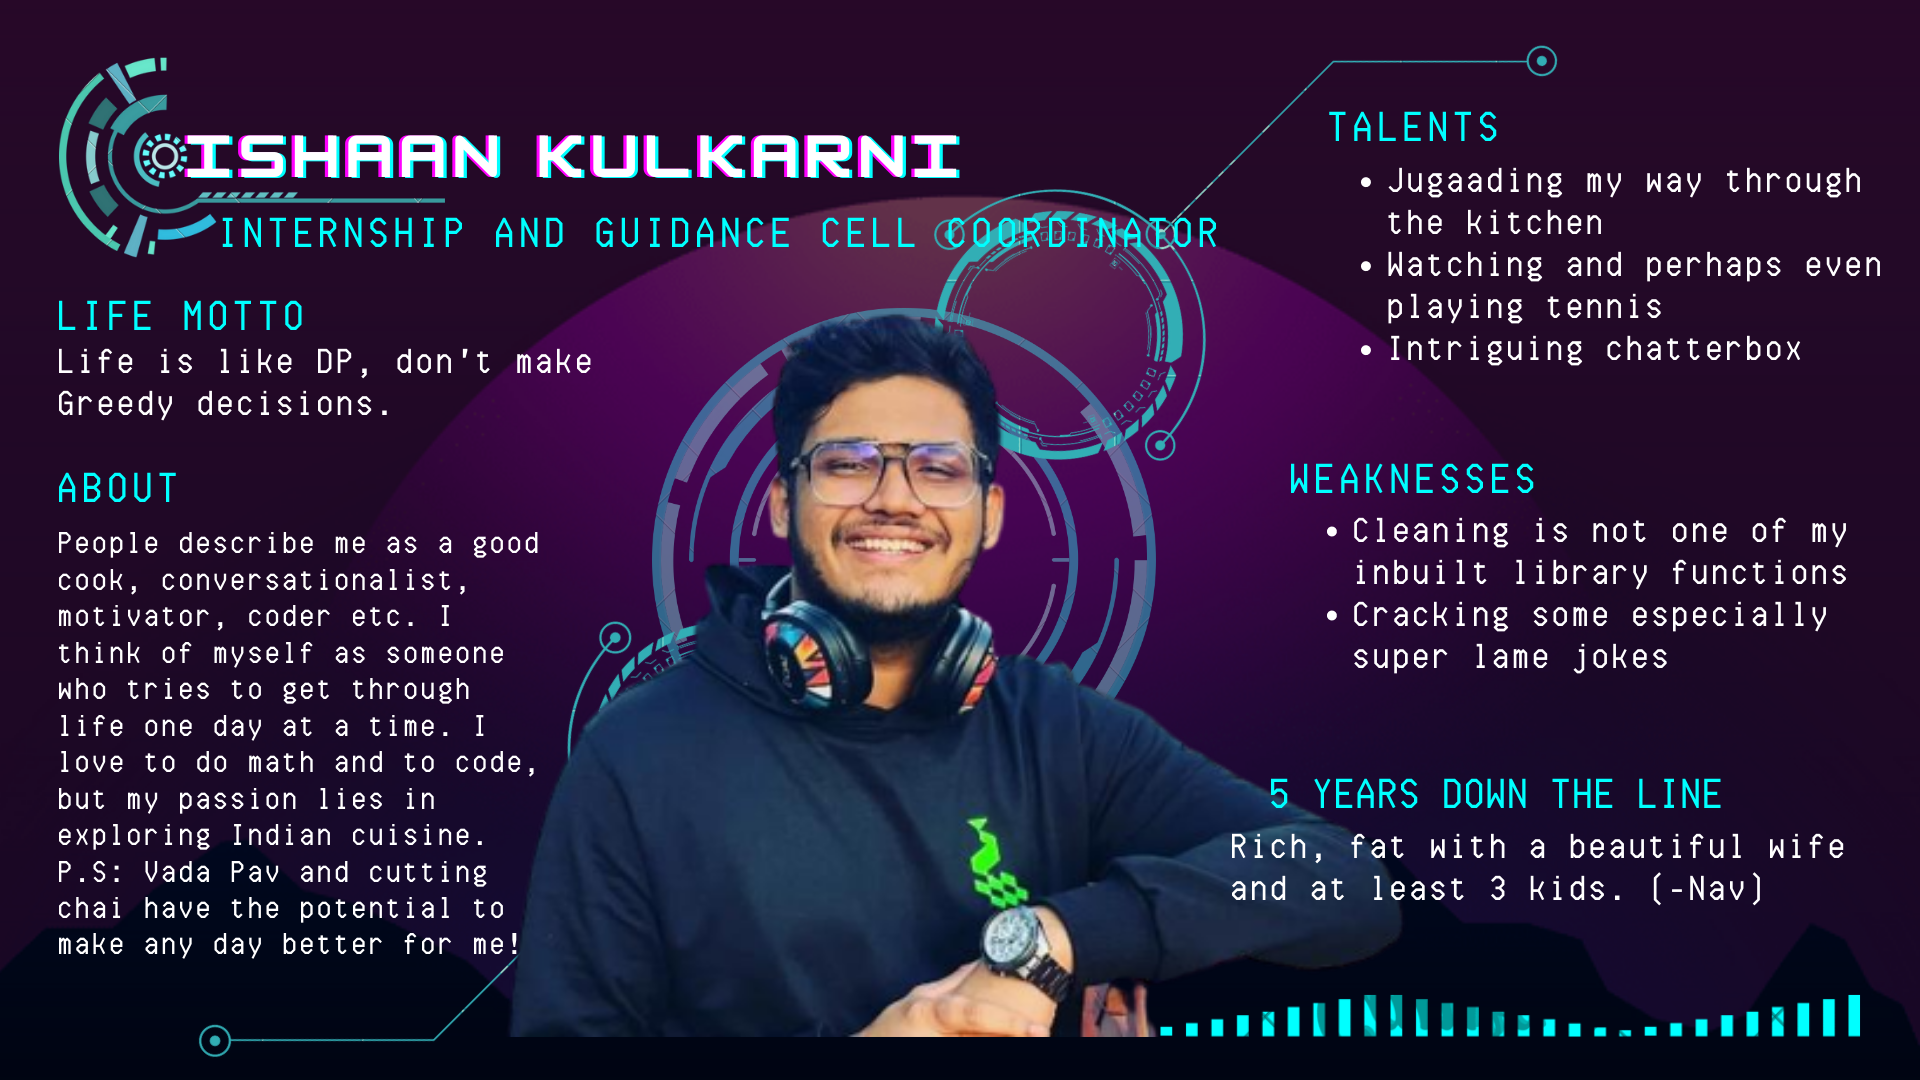 ISHAAN KULKARNI
INTERNSHIP AND GUIDANCE CELL COORDINATOR
LIFE MOTTO
Life is like DP, don't make
Greedy decisions.
ABOUT
People describe me as a good
cook, conversationalist,
motivator, coder etc. I
think of myself as someone
who tries to get through
life one day at a time. I
love to do math and to code,
but my passion lies in
exploring Indian cuisine.
P.S: Vada Pav and cutting
chai have the potential to
make any day better for me!
TALENTS
• Jugaading my way through
the kitchen
• Watching and perhaps even
playing tennis
• Intriguing chatterbox
WEAKNESSES
• Cleaning is not one of my
inbuilt library functions
• Cracking some especially
super lame jokes
5 YEARS DOWN THE LINE
Rich, fat with a beautiful wife
and at least 3 kids. (-Nav)